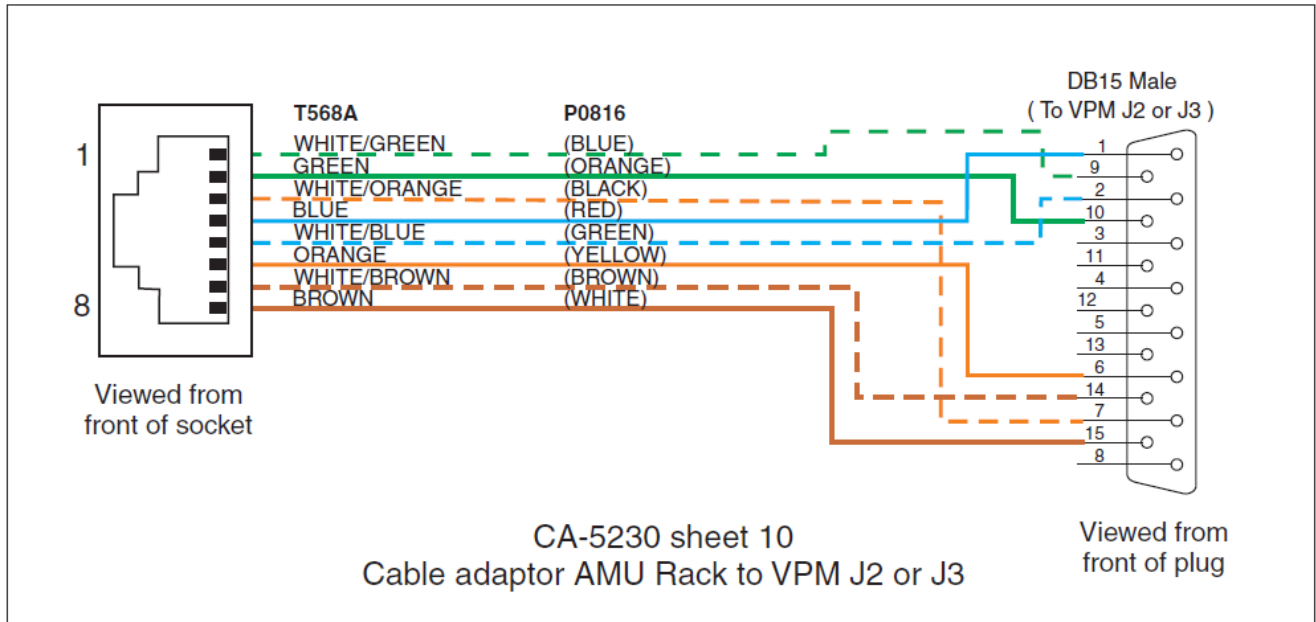 T568A P0816
WHITE/GREEN (BLUE)
GREEN (ORANGE)
WHITE/ORANGE (BLACK)
BLUE (RED)
WHITE/BLUE (GREEN)
ORANGE (YELLOW)
WHITE/BROWN (BROWN)
BROWN (WHITE)
1
8
Viewed from
front of socket
DB15 Male
( To VPM J2 or J3 )
1
9
2
10
3
11
4
12
5
13
6
14
7
15
8
Viewed from
front of plug
CA-5230 sheet 10
Cable adaptor AMU Rack to VPM J2 or J3